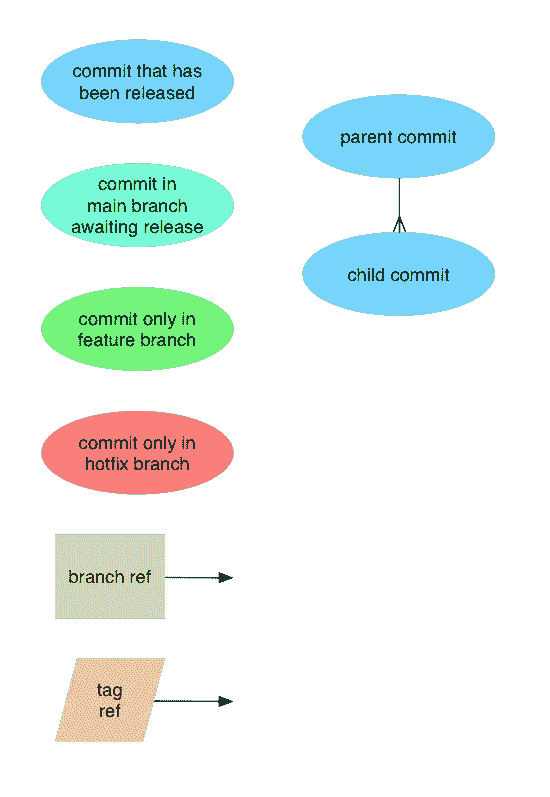 commit that has
been released
commit in
main branch
awaiting release
commit only in
feature branch
commit only in
hotfix branch
branch ref
tag
ref
parent commit
child commit